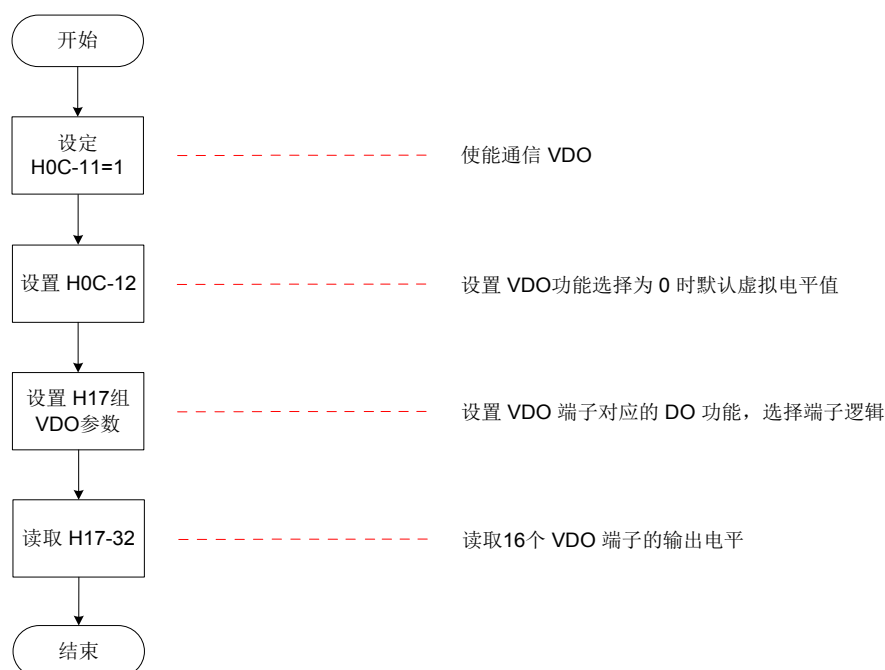 开始
设定
H0C-11=1
使能通信 VDO
设置 H0C-12
设置 VDO功能选择为 0 时默认虚拟电平值
设置 H17组
VDO参数
设置 VDO 端子对应的 DO 功能，选择端子逻辑
读取 H17-32
读取16个 VDO 端子的输出电平
结束